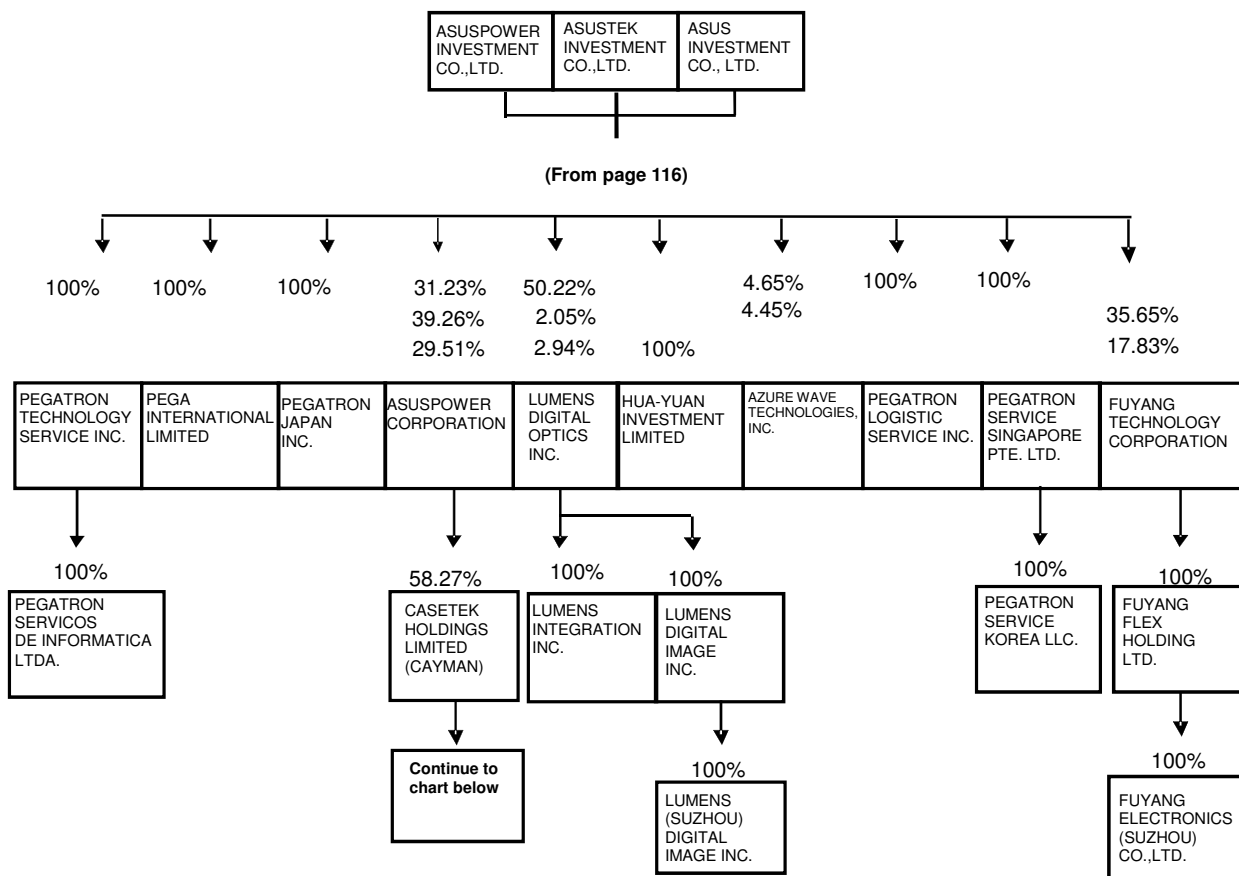 ASUSPOWER
INVESTMENT
CO.,LTD.
ASUSTEK
INVESTMENT
CO.,LTD.
ASUS
INVESTMENT
CO., LTD.
(From page 116)
100%
100%
100%
31.23%
39.26%
29.51%
50.22%
2.05%
2.94%
100%
4.65%
4.45%
100%
100%
35.65%
17.83%
PEGATRON
TECHNOLOGY
SERVICE INC.
PEGA
INTERNATIONAL
LIMITED
PEGATRON
JAPAN
INC.
ASUSPOWER
CORPORATION
LUMENS
DIGITAL
OPTICS
INC.
HUA-YUAN
INVESTMENT
LIMITED
AZURE WAVE
TECHNOLOGIES,
INC.
PEGATRON
LOGISTIC
SERVICE INC.
PEGATRON
SERVICE
SINGAPORE
PTE. LTD.
FUYANG
TECHNOLOGY
CORPORATION
100%
PEGATRON
SERVICOS
DE INFORMATICA
LTDA.
58.27%
CASETEK
HOLDINGS
LIMITED
(CAYMAN)
100%
LUMENS
INTEGRATION
INC.
100%
LUMENS
DIGITAL
IMAGE
INC.
100%
PEGATRON
SERVICE
KOREA LLC.
100%
FUYANG
FLEX
HOLDING
LTD.
Continue to
chart below
100%
LUMENS
(SUZHOU)
DIGITAL
IMAGE INC.
100%
FUYANG
ELECTRONICS
(SUZHOU)
CO.,LTD.